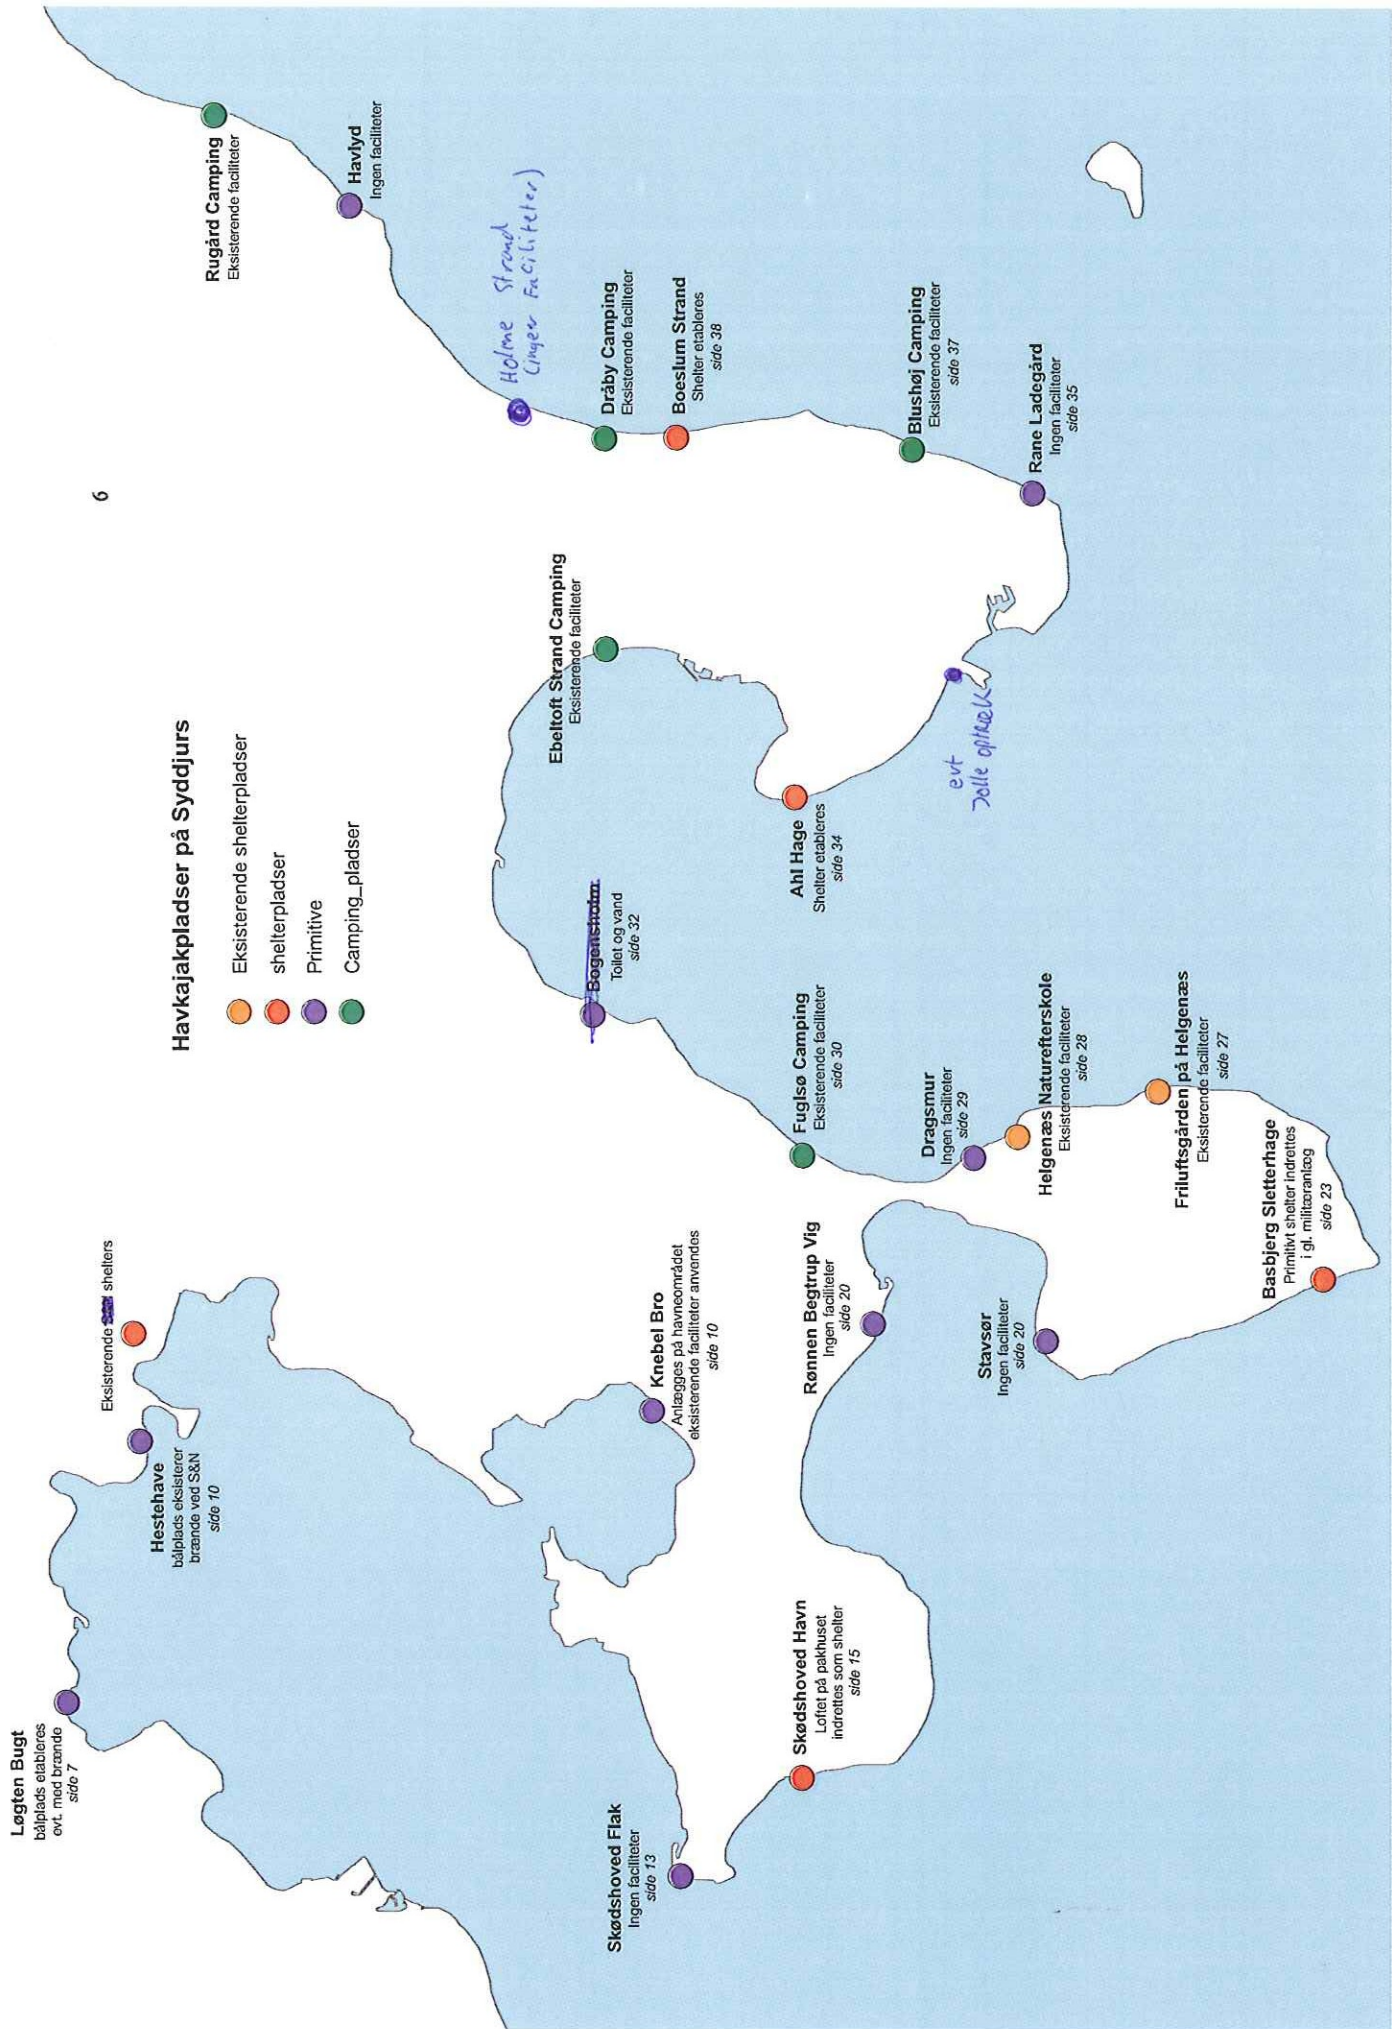 6
Havkajakpladser på Syddjurs
Eksisterende shelterpladser
shelterpladser
Primitive
Camping_pladser
Løgten Bugt
bålplads etableres
evt. med brænde
side 7
Hestehave
bålplads eksisterer
brænde ved S&N
side 10
Eksisterende
shelters
Knebel Bro
Anlægges på havneområdet
eksisterende faciliteter anvendes
side 10
Skødshoved Flak
Ingen faciliteter
side 13
Skødshoved Havn
Loftet på pakhuset
indrettes som shelter
side 15
Rønnen Begtrup Vig
Ingen faciliteter
side 20
Stavsør
Ingen faciliteter
side 20
Basbjerg Sletterhage
Primitivt shelter indrettes
i gl. militæranlæg
side 23
Friluftsgården på Helgenæs
Eksisterende faciliteter
side 27
Helgenæs Naturefterskole
Eksisterende faciliteter
side 28
Dragsmur
Ingen faciliteter
side 29
Fuglsø Camping
Eksisterende faciliteter
side 30
Bogensholm
Toilet og vand
side 32
Ebeltoft Strand Camping
Eksisterende faciliteter
Ahl Hage
Shelter etableres
side 34
evt
Jolle optræk
Rane Ladegård
Ingen faciliteter
side 35
Blushøj Camping
Eksisterende faciliteter
side 37
Boeslum Strand
Shelter etableres
side 38
Dråby Camping
Eksisterende faciliteter
Holme Strand
(ingen Faciliteter)
Havlyd
Ingen faciliteter
Rugård Camping
Eksisterende faciliteter